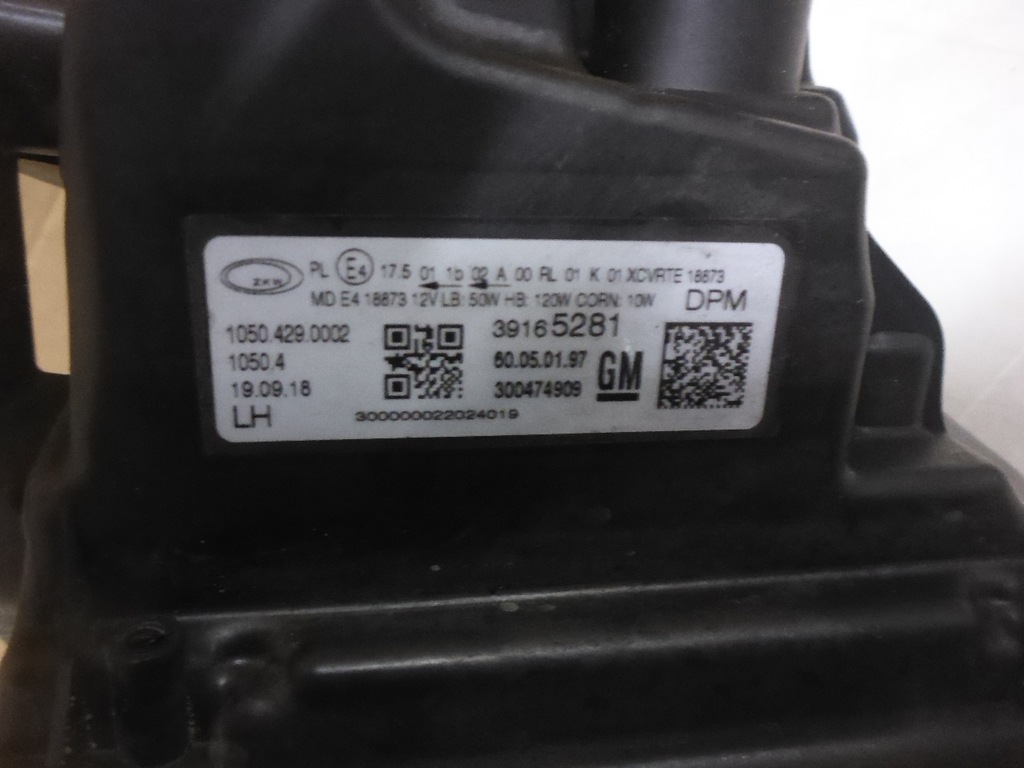 ZKW
PL E4 17.5 01 1b 02 A 00 RL 01 K 01 XCVRTE 18873
MD E4 18873 12V LB: 50W HB: 120W CORN: 10W DPM
1050.429.0002 39165281
1050.4 60.05.01.97
19.09.18 300474909 GM
LH 300000022024019